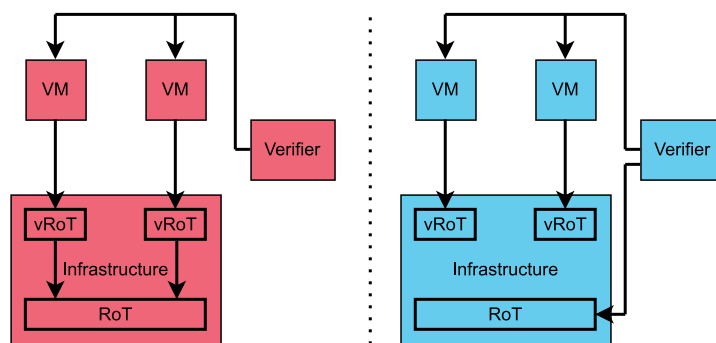 VM
VM
Verifier
vRoT
vRoT
Infrastructure
RoT
VM
VM
Verifier
vRoT
vRoT
Infrastructure
RoT